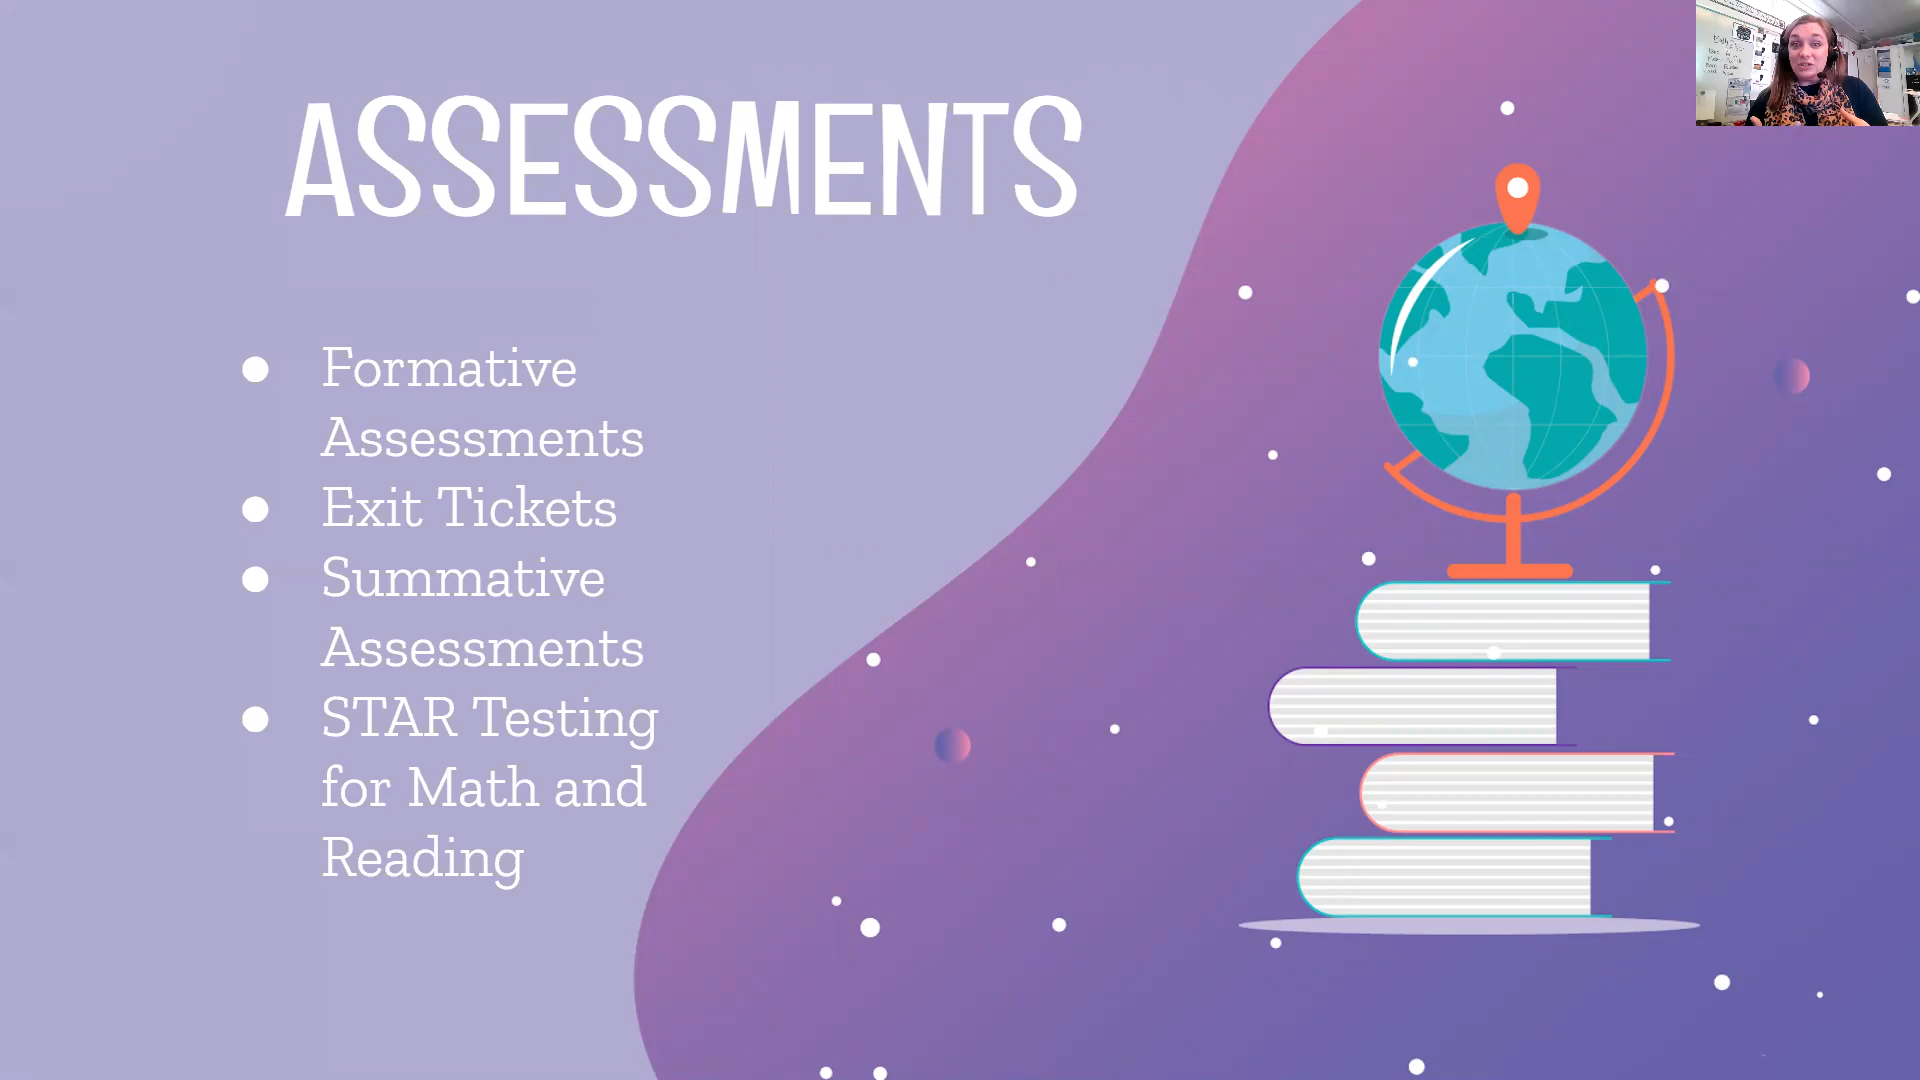 ASSESSMENTS
● Formative
Assessments
● Exit Tickets
● Summative
Assessments
● STAR Testing
for Math and
Reading